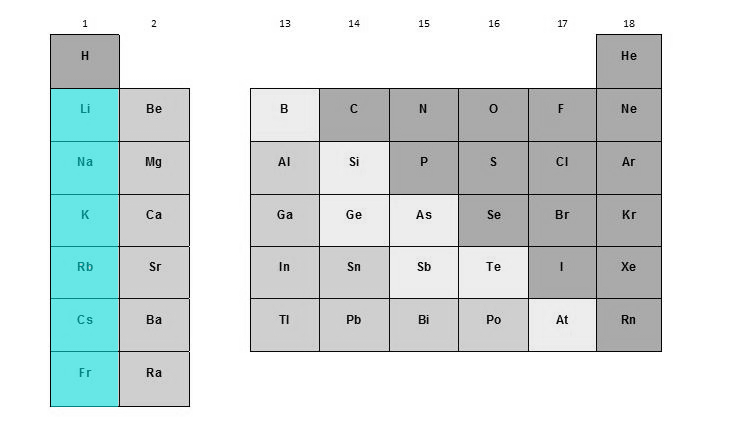 1 2 13 14 15 16 17 18
H He
Li Be B C N O F Ne
Na Mg Al Si P S Cl Ar
K Ca Ga Ge As Se Br Kr
Rb Sr In Sn Sb Te I Xe
Cs Ba Tl Pb Bi Po At Rn
Fr Ra